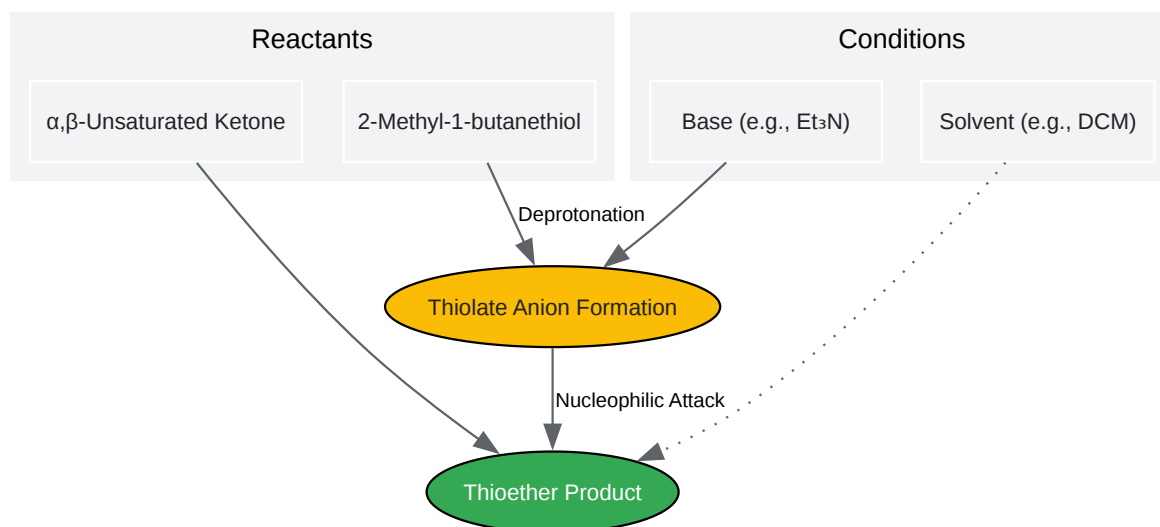 Reactants
Conditions
α,β-Unsaturated Ketone
2-Methyl-1-butanethiol
Base (e.g., Et₃N)
Solvent (e.g., DCM)
Deprotonation
Thiolate Anion Formation
Nucleophilic Attack
Thioether Product